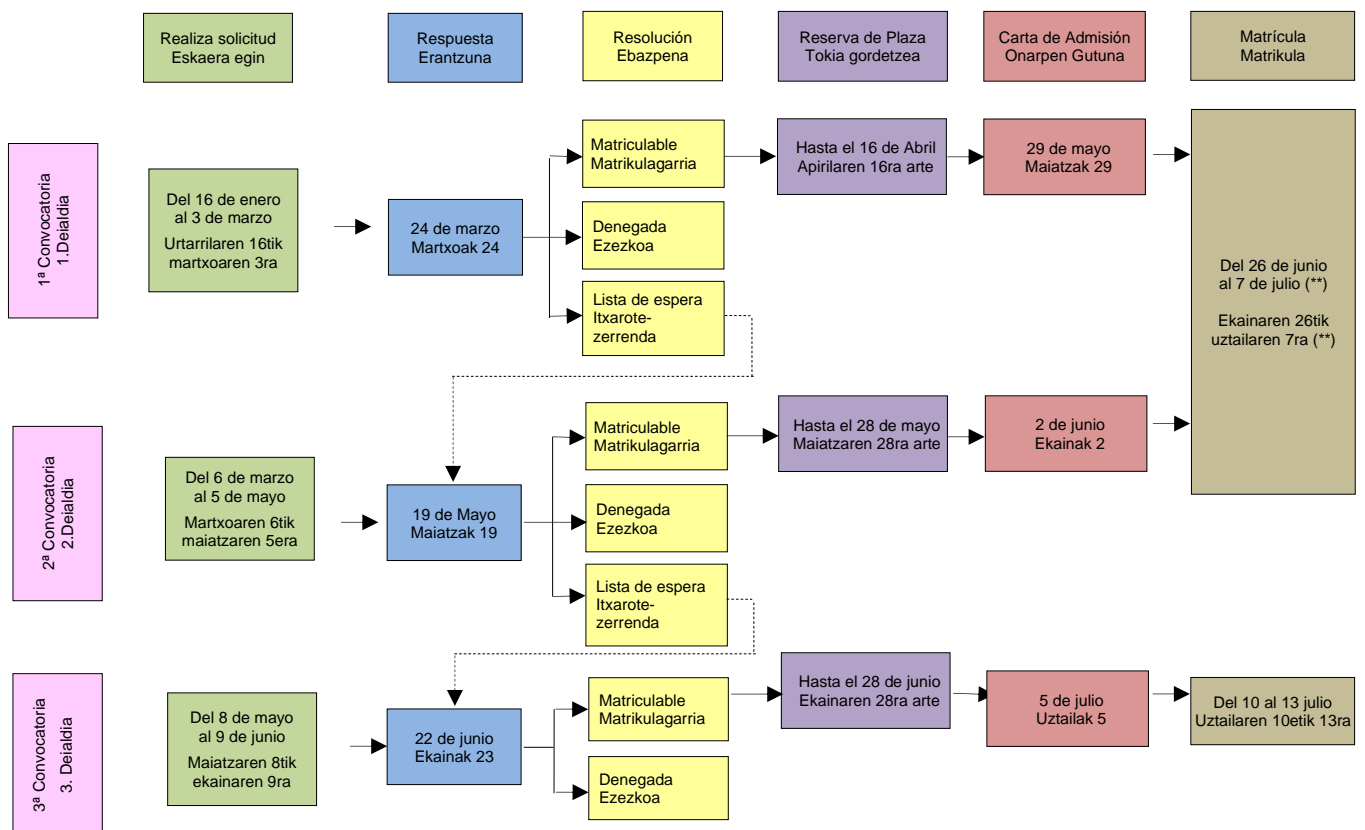 Realiza solicitud
Eskaera egin
Respuesta
Erantzuna
Resolución
Ebazpena
Reserva de Plaza
Tokia gordetzea
Carta de Admisión
Onarpen Gutuna
Matrícula
Matrikula
1ª Convocatoria
1.Deialdia
Del 16 de enero
al 3 de marzo
Urtarrilaren 16tik
martxoaren 3ra
24 de marzo
Martxoak 24
Matriculable
Matrikulagarria
Denegada
Ezezkoa
Lista de espera
Itxarote-
zerrenda
Hasta el 16 de Abril
Apirilaren 16ra arte
29 de mayo
Maiatzak 29
Del 26 de junio
al 7 de julio (**)
Ekainaren 26tik
uztailaren 7ra (**)
2ª Convocatoria
2.Deialdia
Del 6 de marzo
al 5 de mayo
Martxoaren 6tik
maiatzaren 5era
19 de Mayo
Maiatzak 19
Matriculable
Matrikulagarria
Denegada
Ezezkoa
Lista de espera
Itxarote-
zerrenda
Hasta el 28 de mayo
Maiatzaren 28ra arte
2 de junio
Ekainak 2
3ª Convocatoria
3. Deialdia
Del 8 de mayo
al 9 de junio
Maiatzaren 8tik
ekainaren 9ra
22 de junio
Ekainak 23
Matriculable
Matrikulagarria
Denegada
Ezezkoa
Hasta el 28 de junio
Ekainaren 28ra arte
5 de julio
Uztailak 5
Del 10 al 13 julio
Uztailaren 10etik 13ra